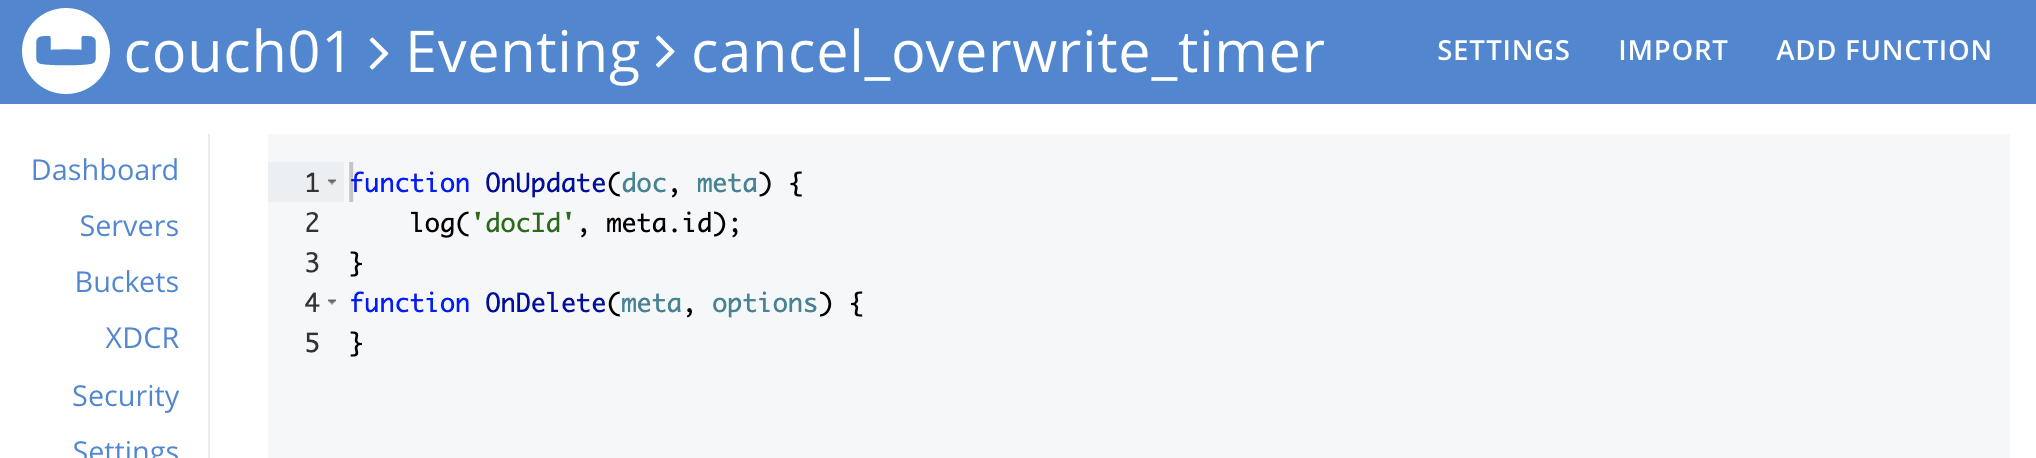 couch01 > Eventing > cancel_overwrite_timer
SETTINGS IMPORT ADD FUNCTION
Dashboard
Servers
Buckets
XDCR
Security
Settings
1 function OnUpdate(doc, meta) {
2     log('docId', meta.id);
3 }
4 function OnDelete(meta, options) {
5 }